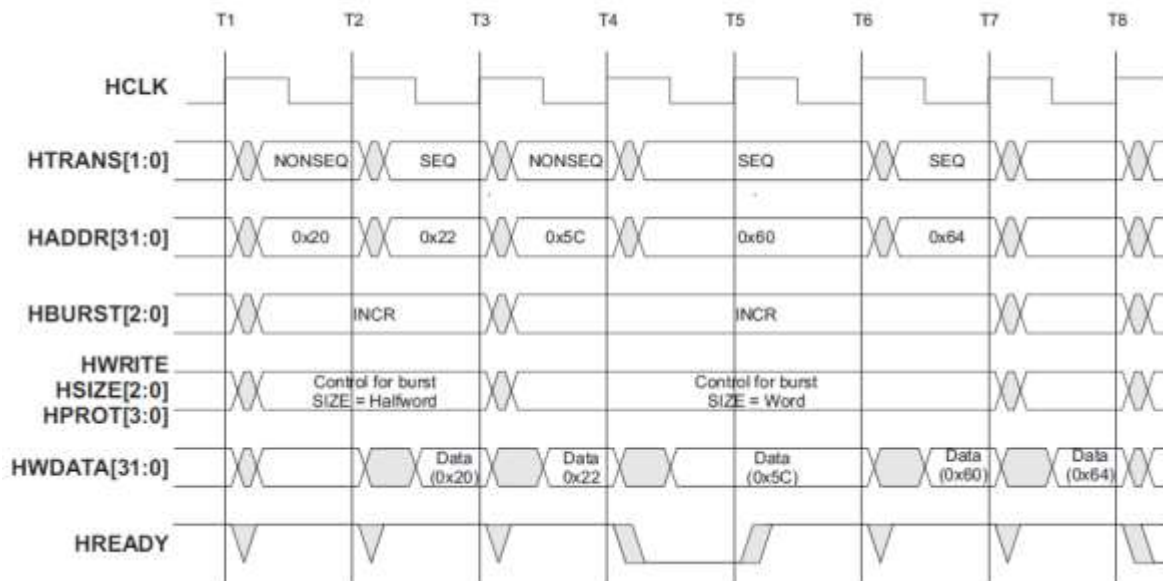 T1 T2 T3 T4 T5 T6 T7 T8
HCLK
HTRANS[1:0] NONSEQ SEQ NONSEQ SEQ SEQ
HADDR[31:0] 0x20 0x22 0x5C 0x60 0x64
HBURST[2:0] INCR INCR
HWRITE
HSIZE[2:0]
HPROT[3:0]
Control for burst
SIZE = Halfword
Control for burst
SIZE = Word
HWDATA[31:0]
Data
(0x20)
Data
0x22
Data
(0x5C)
Data
(0x60)
Data
(0x64)
HREADY